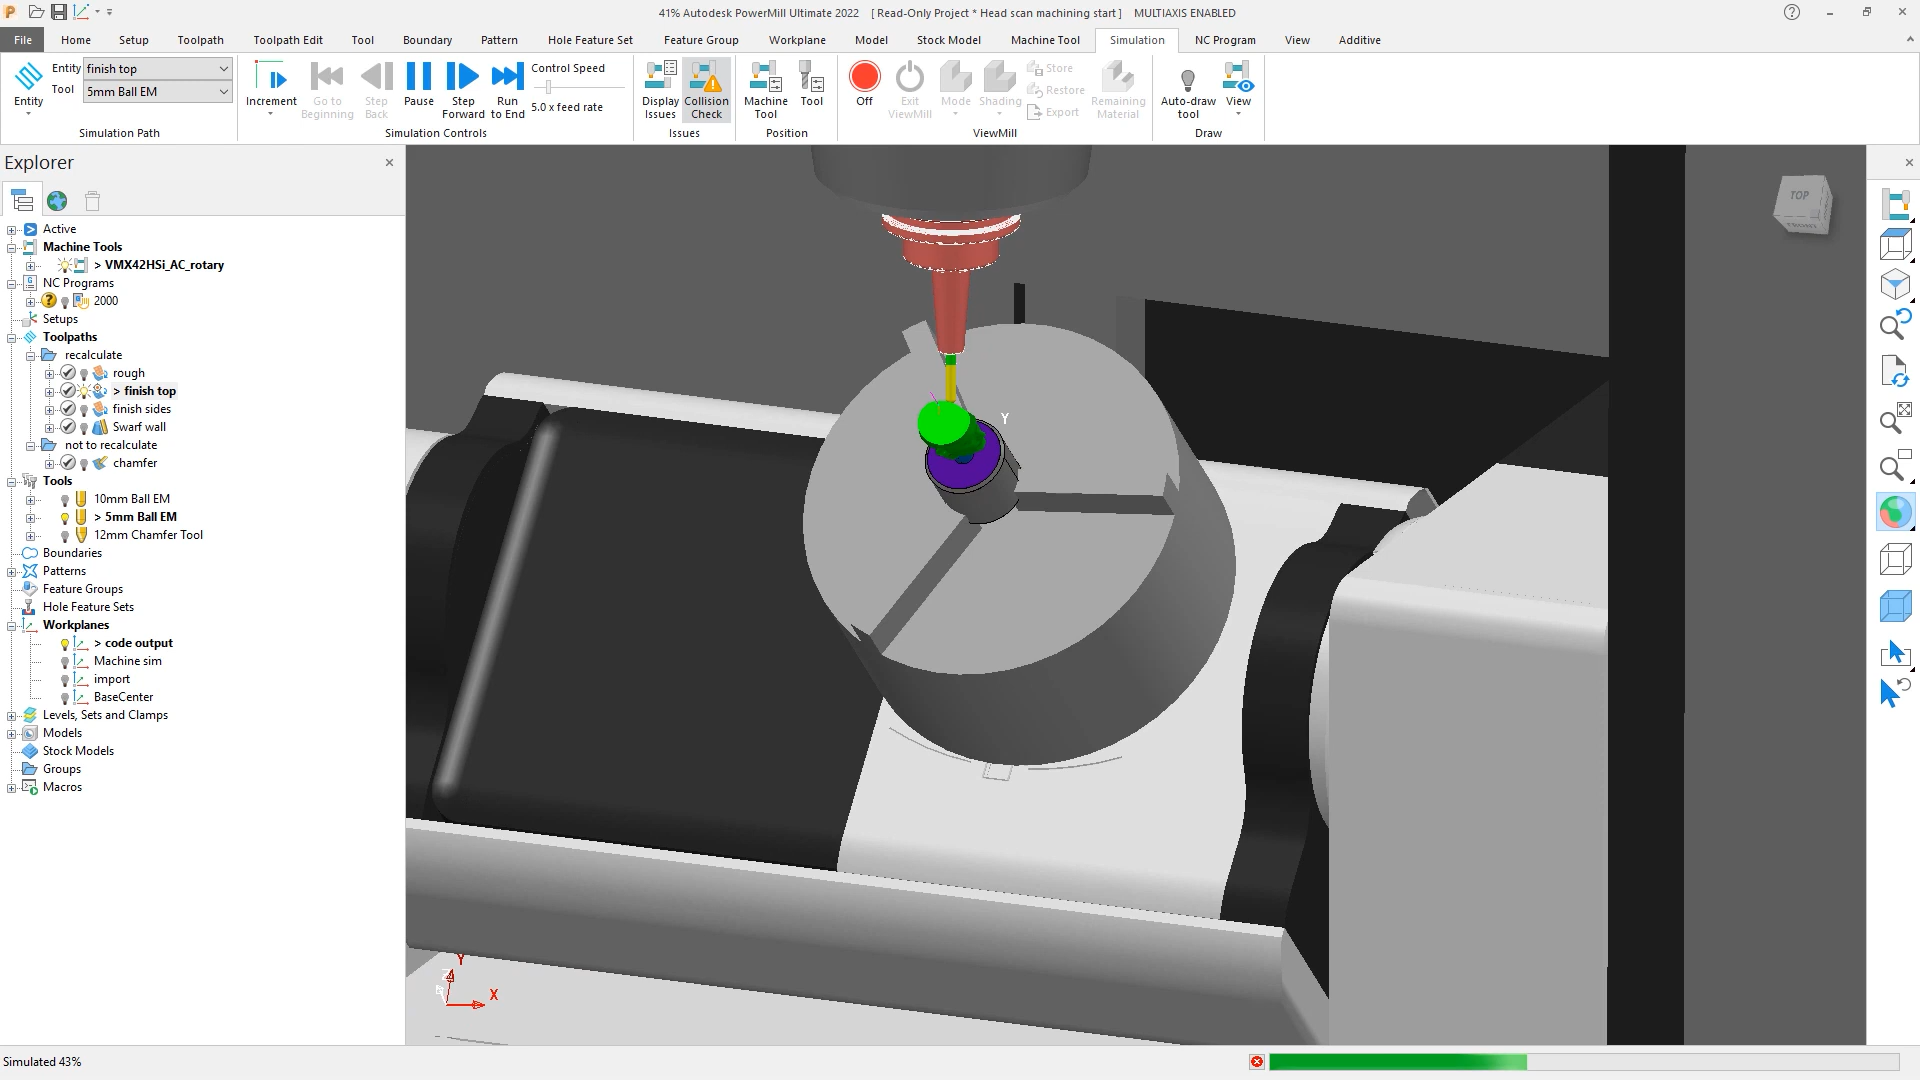 41% Autodesk PowerMill Ultimate 2022 [ Read-Only Project * Head scan machining start ] MULTIAXIS ENABLED
File Home Setup Toolpath Toolpath Edit Tool Boundary Pattern Hole Feature Set Feature Group Workplane Model Stock Model Machine Tool Simulation NC Program View Additive
Entity
Entity finish top
Tool 5mm Ball EM
Simulation Path
Increment
Go to Beginning
Step Back
Pause
Step Forward
Run to End
Control Speed
5.0 x feed rate
Simulation Controls
Display Issues
Collision Check
Issues
Machine Tool
Tool
Position
Off
Exit ViewMill
Mode
Shading
Store
Restore
Export
Remaining Material
ViewMill
Auto-draw tool
View
Draw
Explorer
Active
Machine Tools
> VMX42HSi_AC_rotary
NC Programs
2000
Setups
Toolpaths
recalculate
rough
> finish top
finish sides
Swarf wall
not to recalculate
chamfer
Tools
10mm Ball EM
> 5mm Ball EM
12mm Chamfer Tool
Boundaries
Patterns
Feature Groups
Hole Feature Sets
Workplanes
> code output
Machine sim
import
BaseCenter
Levels, Sets and Clamps
Models
Stock Models
Groups
Macros
TOP
FRONT
Y
Y
X
Simulated 43%